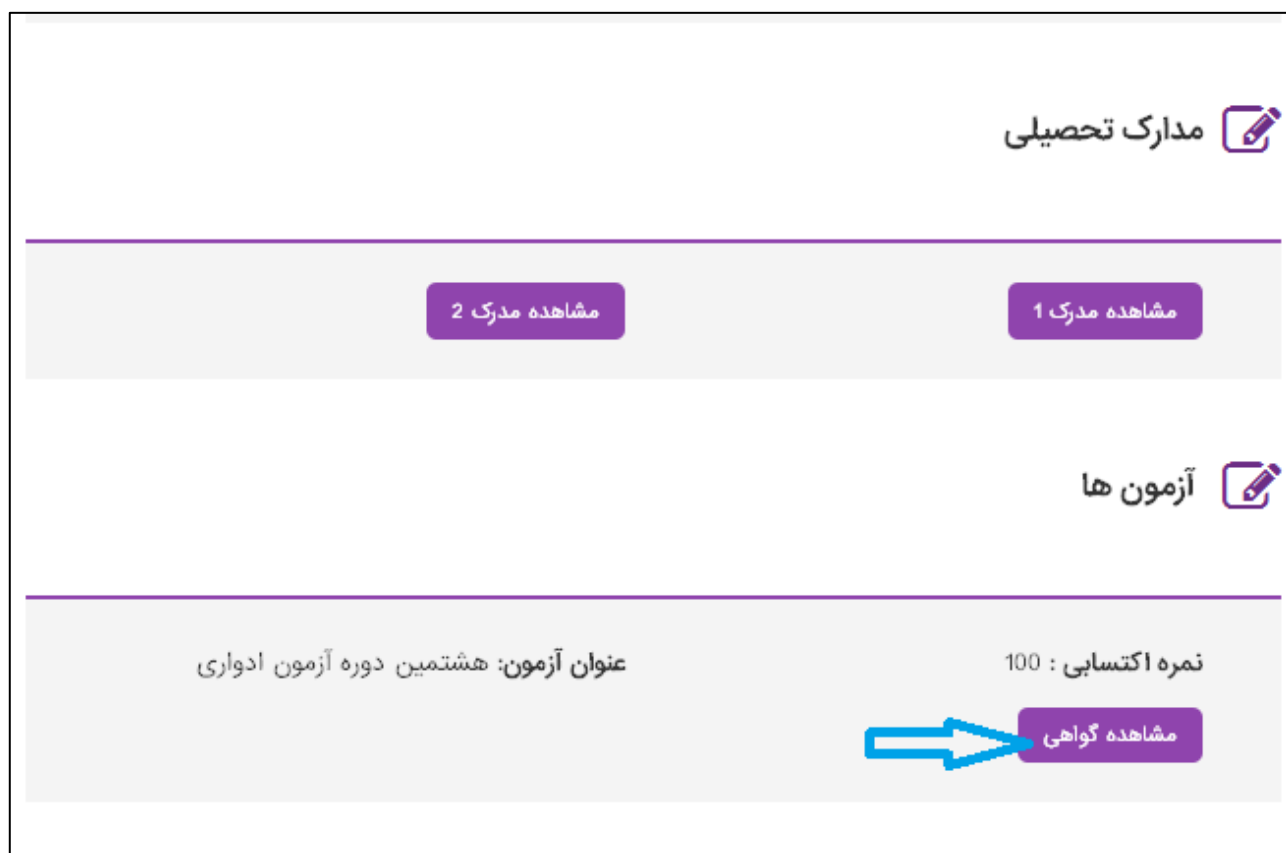 مدارک تحصیلی
مشاهده مدرک 1
مشاهده مدرک 2
آزمون ها
نمره اکتسابی : 100
عنوان آزمون: هشتمین دوره آزمون ادواری
مشاهده گواهی